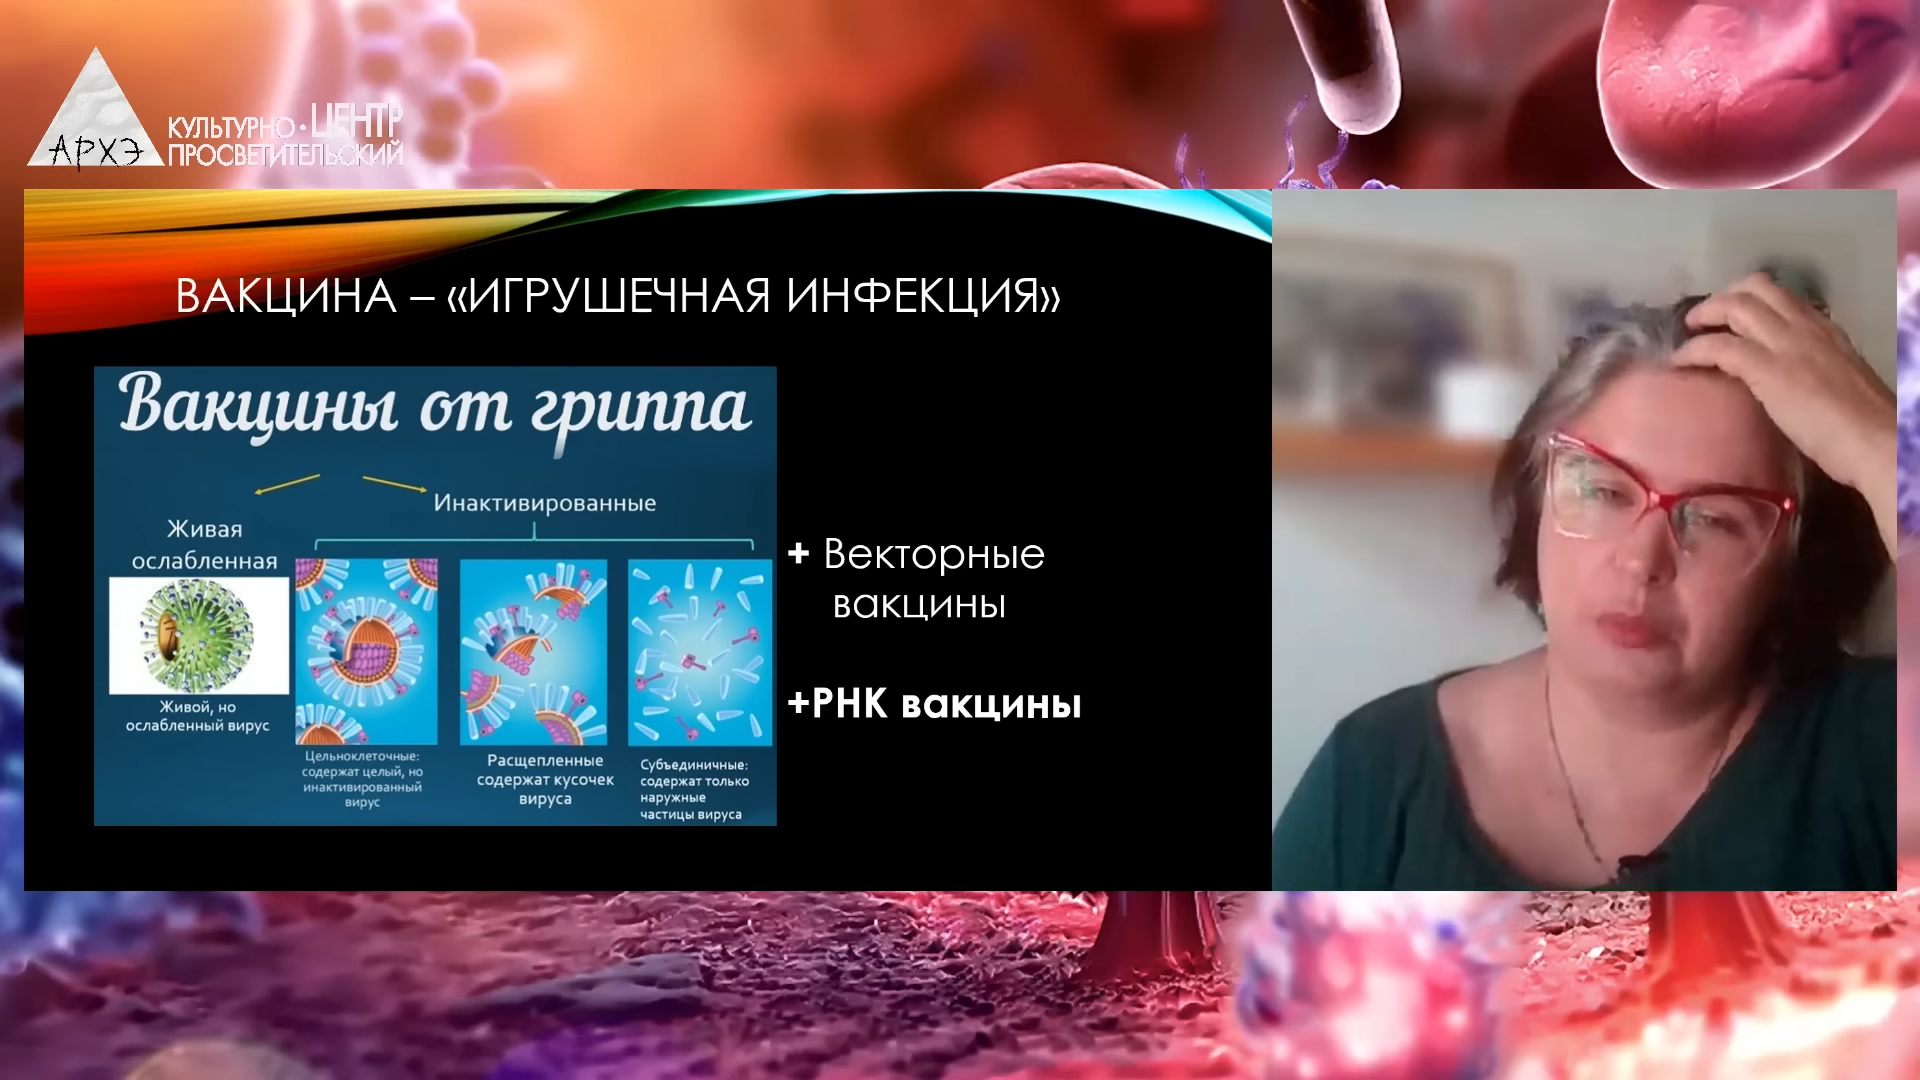 АРХЭ
КУЛЬТУРНО·ЦЕНТР
ПРОСВЕТИТЕЛЬСКИЙ
ВАКЦИНА – «ИГРУШЕЧНАЯ ИНФЕКЦИЯ»
Вакцины от гриппа
Инактивированные
Живая
ослабленная
Живой, но
ослабленный вирус
Цельноклеточные:
содержат целый, но
инактивированный
вирус
Расщепленные
содержат кусочек
вируса
Субъединичные:
содержат только
наружные
частицы вируса
+ Векторные
вакцины
+РНК вакцины